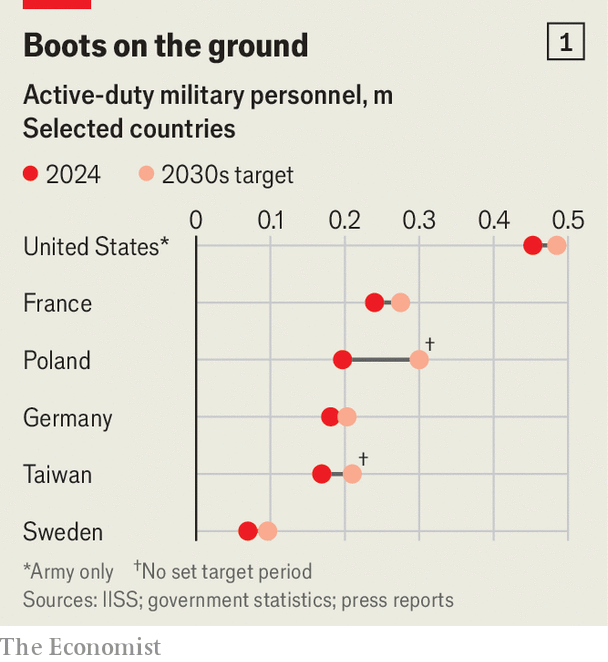 Boots on the ground
1
Active-duty military personnel, m
Selected countries
2024 2030s target
0 0.1 0.2 0.3 0.4 0.5
United States*
France
Poland †
Germany
Taiwan †
Sweden
*Army only †No set target period
Sources: IISS; government statistics; press reports
The Economist